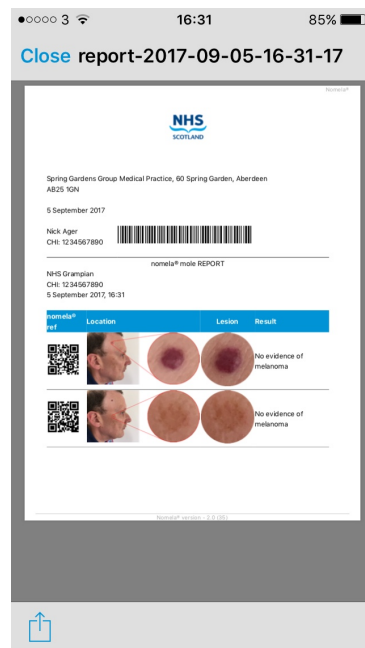 3 16:31 85%
Close report-2017-09-05-16-31-17
Nomela®
NHS
SCOTLAND
Spring Gardens Group Medical Practice, 60 Spring Garden, Aberdeen
AB25 1GN
5 September 2017
Nick Ager
CHI: 1234567890
nomela® mole REPORT
NHS Grampian
CHI: 1234567890
5 September 2017, 16:31
nomela® ref Location Lesion Result
No evidence of
melanoma
No evidence of
melanoma
Nomela® version - 2.0 (35)